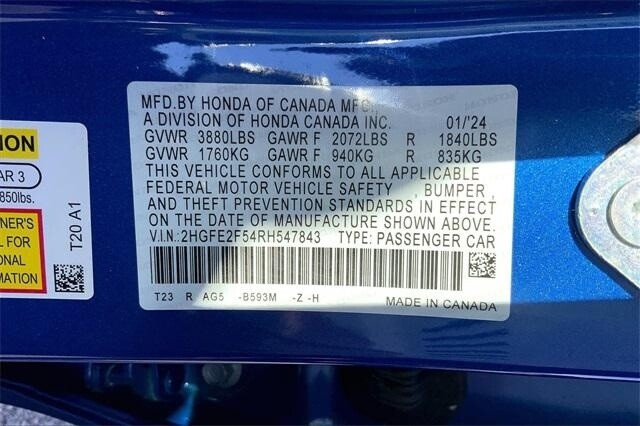 MFD.BY HONDA OF CANADA MFG.,
A DIVISION OF HONDA CANADA INC. 01/'24
GVWR 3880LBS GAWR F 2072LBS R 1840LBS
GVWR 1760KG GAWR F 940KG R 835KG
THIS VEHICLE CONFORMS TO ALL APPLICABLE
FEDERAL MOTOR VEHICLE SAFETY , BUMPER,
AND THEFT PREVENTION STANDARDS IN EFFECT
ON THE DATE OF MANUFACTURE SHOWN ABOVE.
V.I.N:2HGFE2F54RH547843 TYPE: PASSENGER CAR
T23 R AG5 -B593M -Z -H MADE IN CANADA
TION
AR 3
850lbs.
NER'S
L FOR
ONAL
MATION
T20 A1